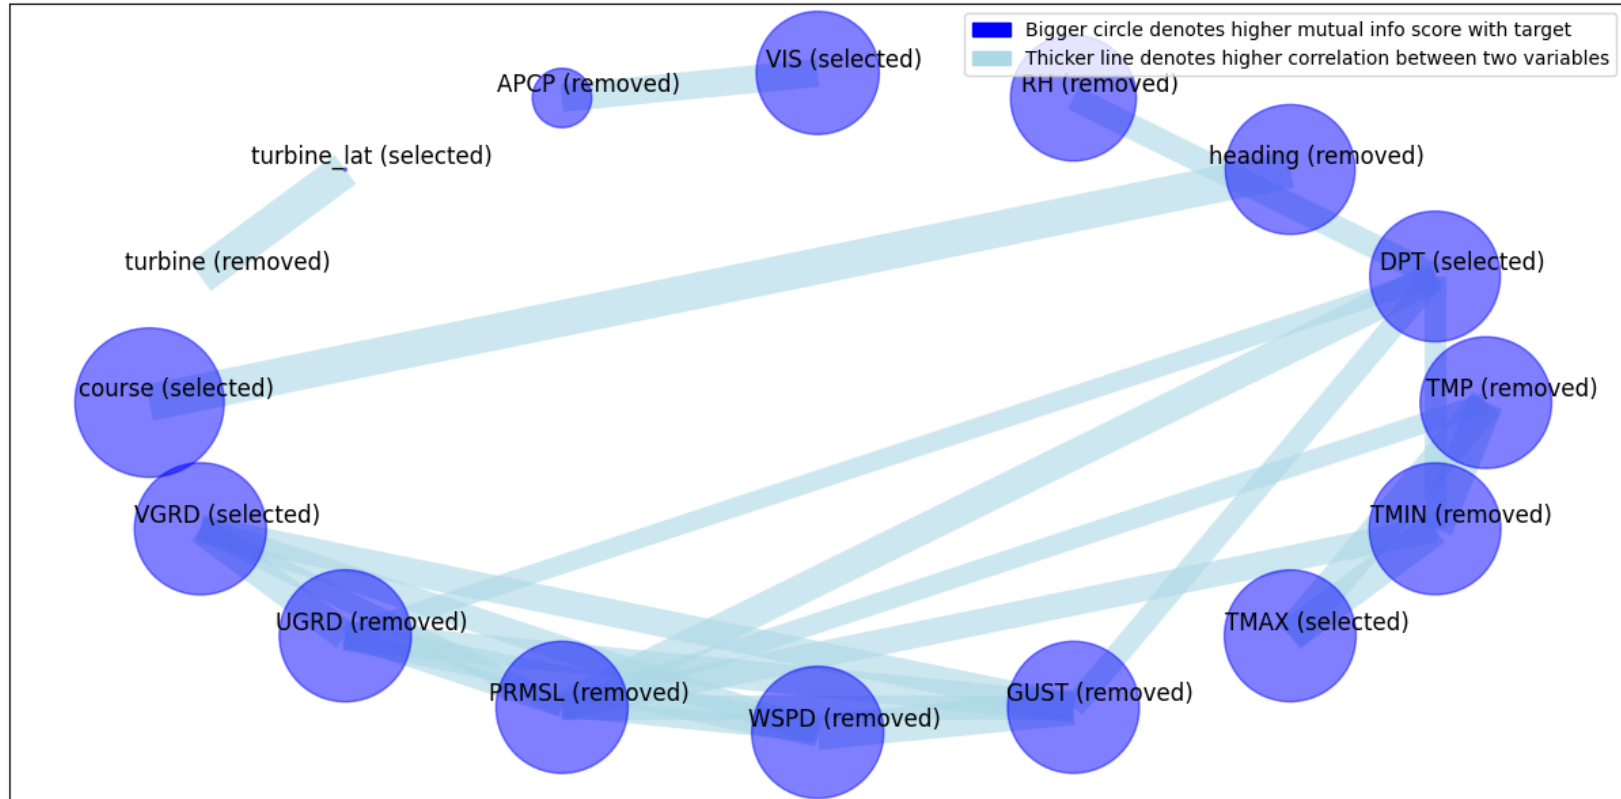 Bigger circle denotes higher mutual info score with target
Thicker line denotes higher correlation between two variables
VIS (selected)
APCP (removed)
RH (removed)
turbine_lat (selected)
heading (removed)
turbine (removed)
DPT (selected)
course (selected)
TMP (removed)
VGRD (selected)
TMIN (removed)
UGRD (removed)
TMAX (selected)
PRMSL (removed)
GUST (removed)
WSPD (removed)